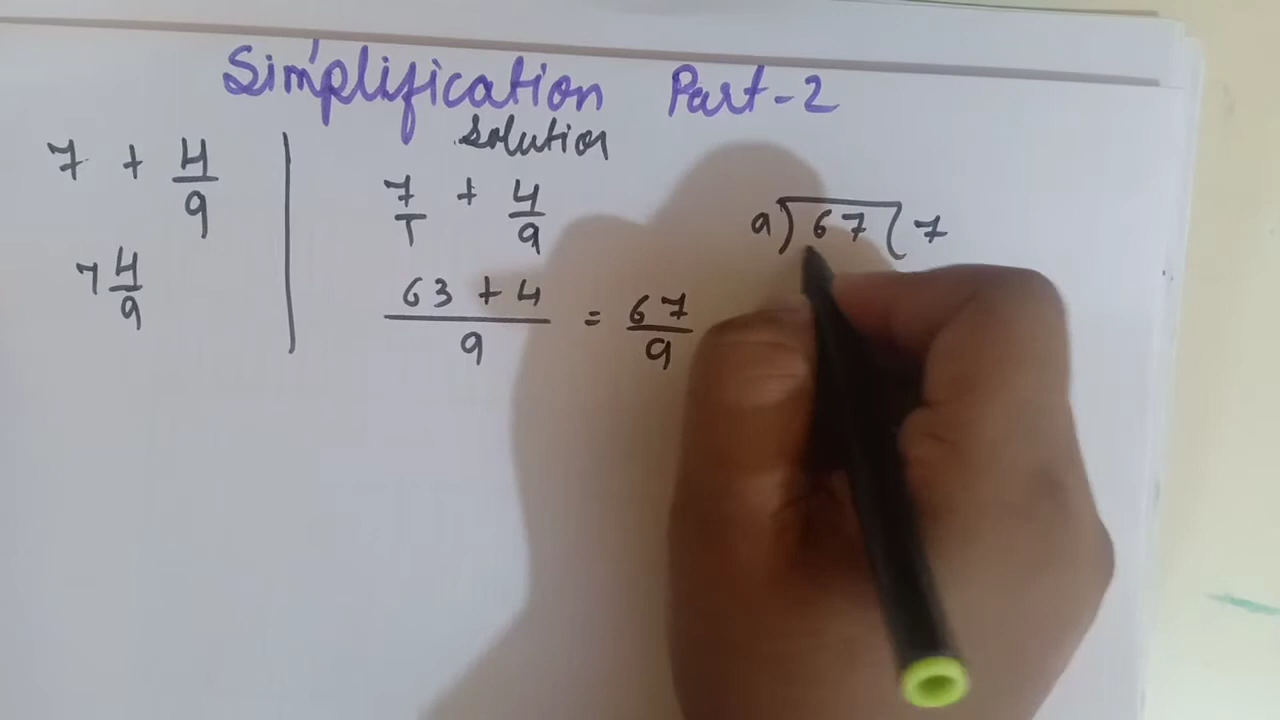 Simplification Part-2
solution
7 + 4/9
7 4/9
7/1 + 4/9
63 + 4/9 = 67/9
9)67(7